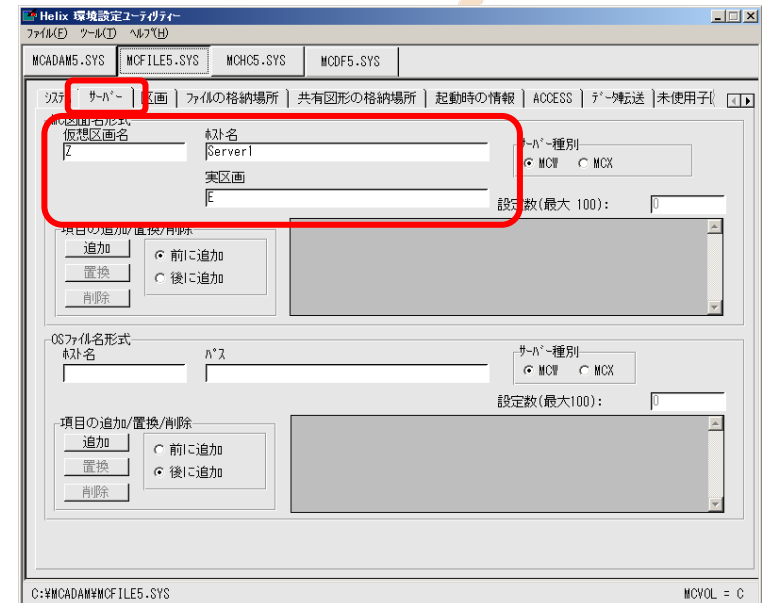 Helix 環境設定ユーティリティー
ファイル(F) ツール(T) ヘルプ(H)
MCADAM5.SYS MCFILE5.SYS MCHC5.SYS MCDF5.SYS
サーバー 区画 ファイルの格納場所 共有図形の格納場所 起動時の情報 ACCESS データ転送 未使用子
仮想区画名 ホスト名 サーバー種別
Z Server1 MCW MCX
実区画
E 設定数(最大 100): 0
項目の追加/置換/削除
追加 前に追加
置換 後に追加
削除
OSファイル名形式
ホスト名 パス サーバー種別
MCW MCX
設定数(最大100): 0
項目の追加/置換/削除
追加 前に追加
置換 後に追加
削除
C:¥MCADAM¥MCFILE5.SYS MCVOL = C